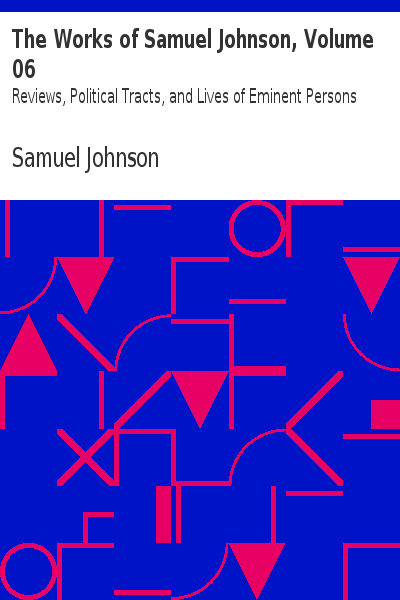 The Works of Samuel Johnson, Volume
06
Reviews, Political Tracts, and Lives of Eminent Persons
Samuel Johnson